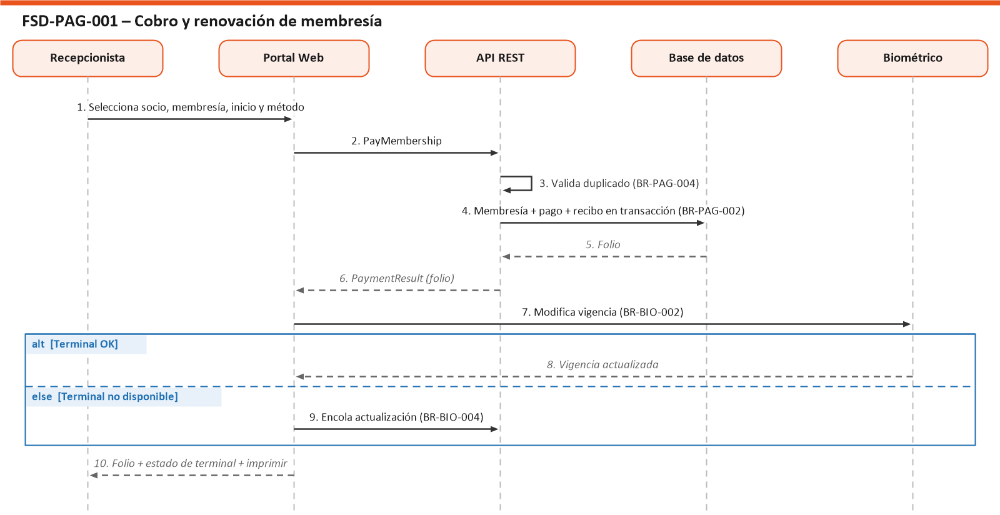 FSD-PAG-001 – Cobro y renovación de membresía
Recepcionista
Portal Web
API REST
Base de datos
Biométrico
1. Selecciona socio, membresía, inicio y método
2. PayMembership
3. Valida duplicado (BR-PAG-004)
4. Membresía + pago + recibo en transacción (BR-PAG-002)
5. Folio
6. PaymentResult (folio)
7. Modifica vigencia (BR-BIO-002)
alt [Terminal OK]
8. Vigencia actualizada
else [Terminal no disponible]
9. Encola actualización (BR-BIO-004)
10. Folio + estado de terminal + imprimir